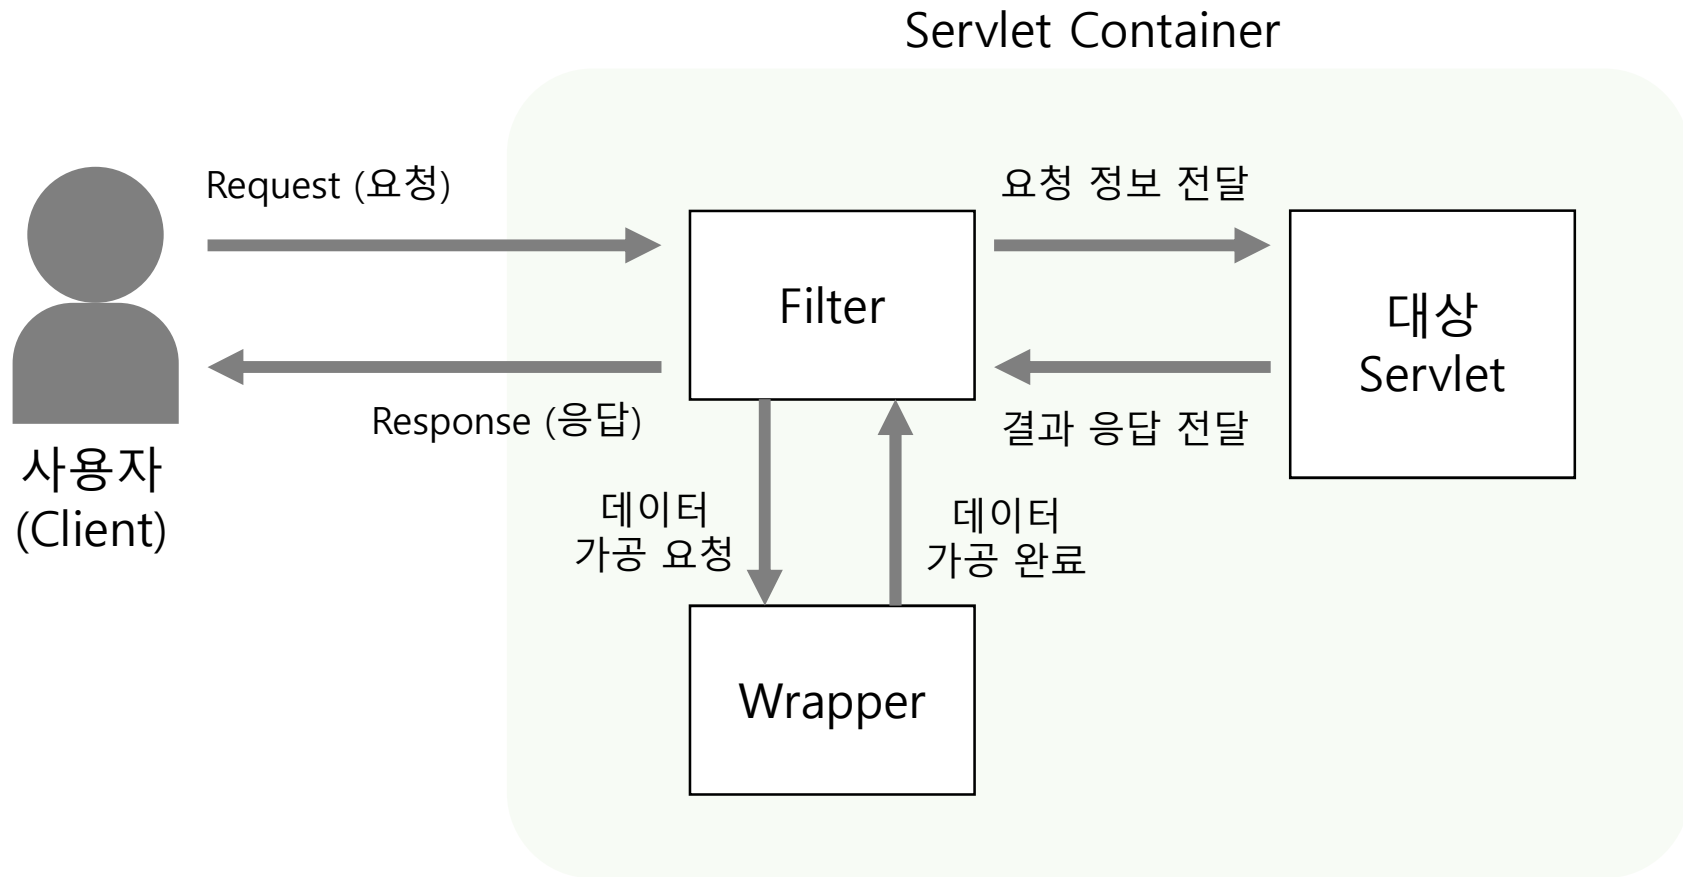 Servlet Container
Request (요청)
요청 정보 전달
Filter
대상
Servlet
Response (응답)
결과 응답 전달
사용자
(Client)
데이터
가공 요청
데이터
가공 완료
Wrapper